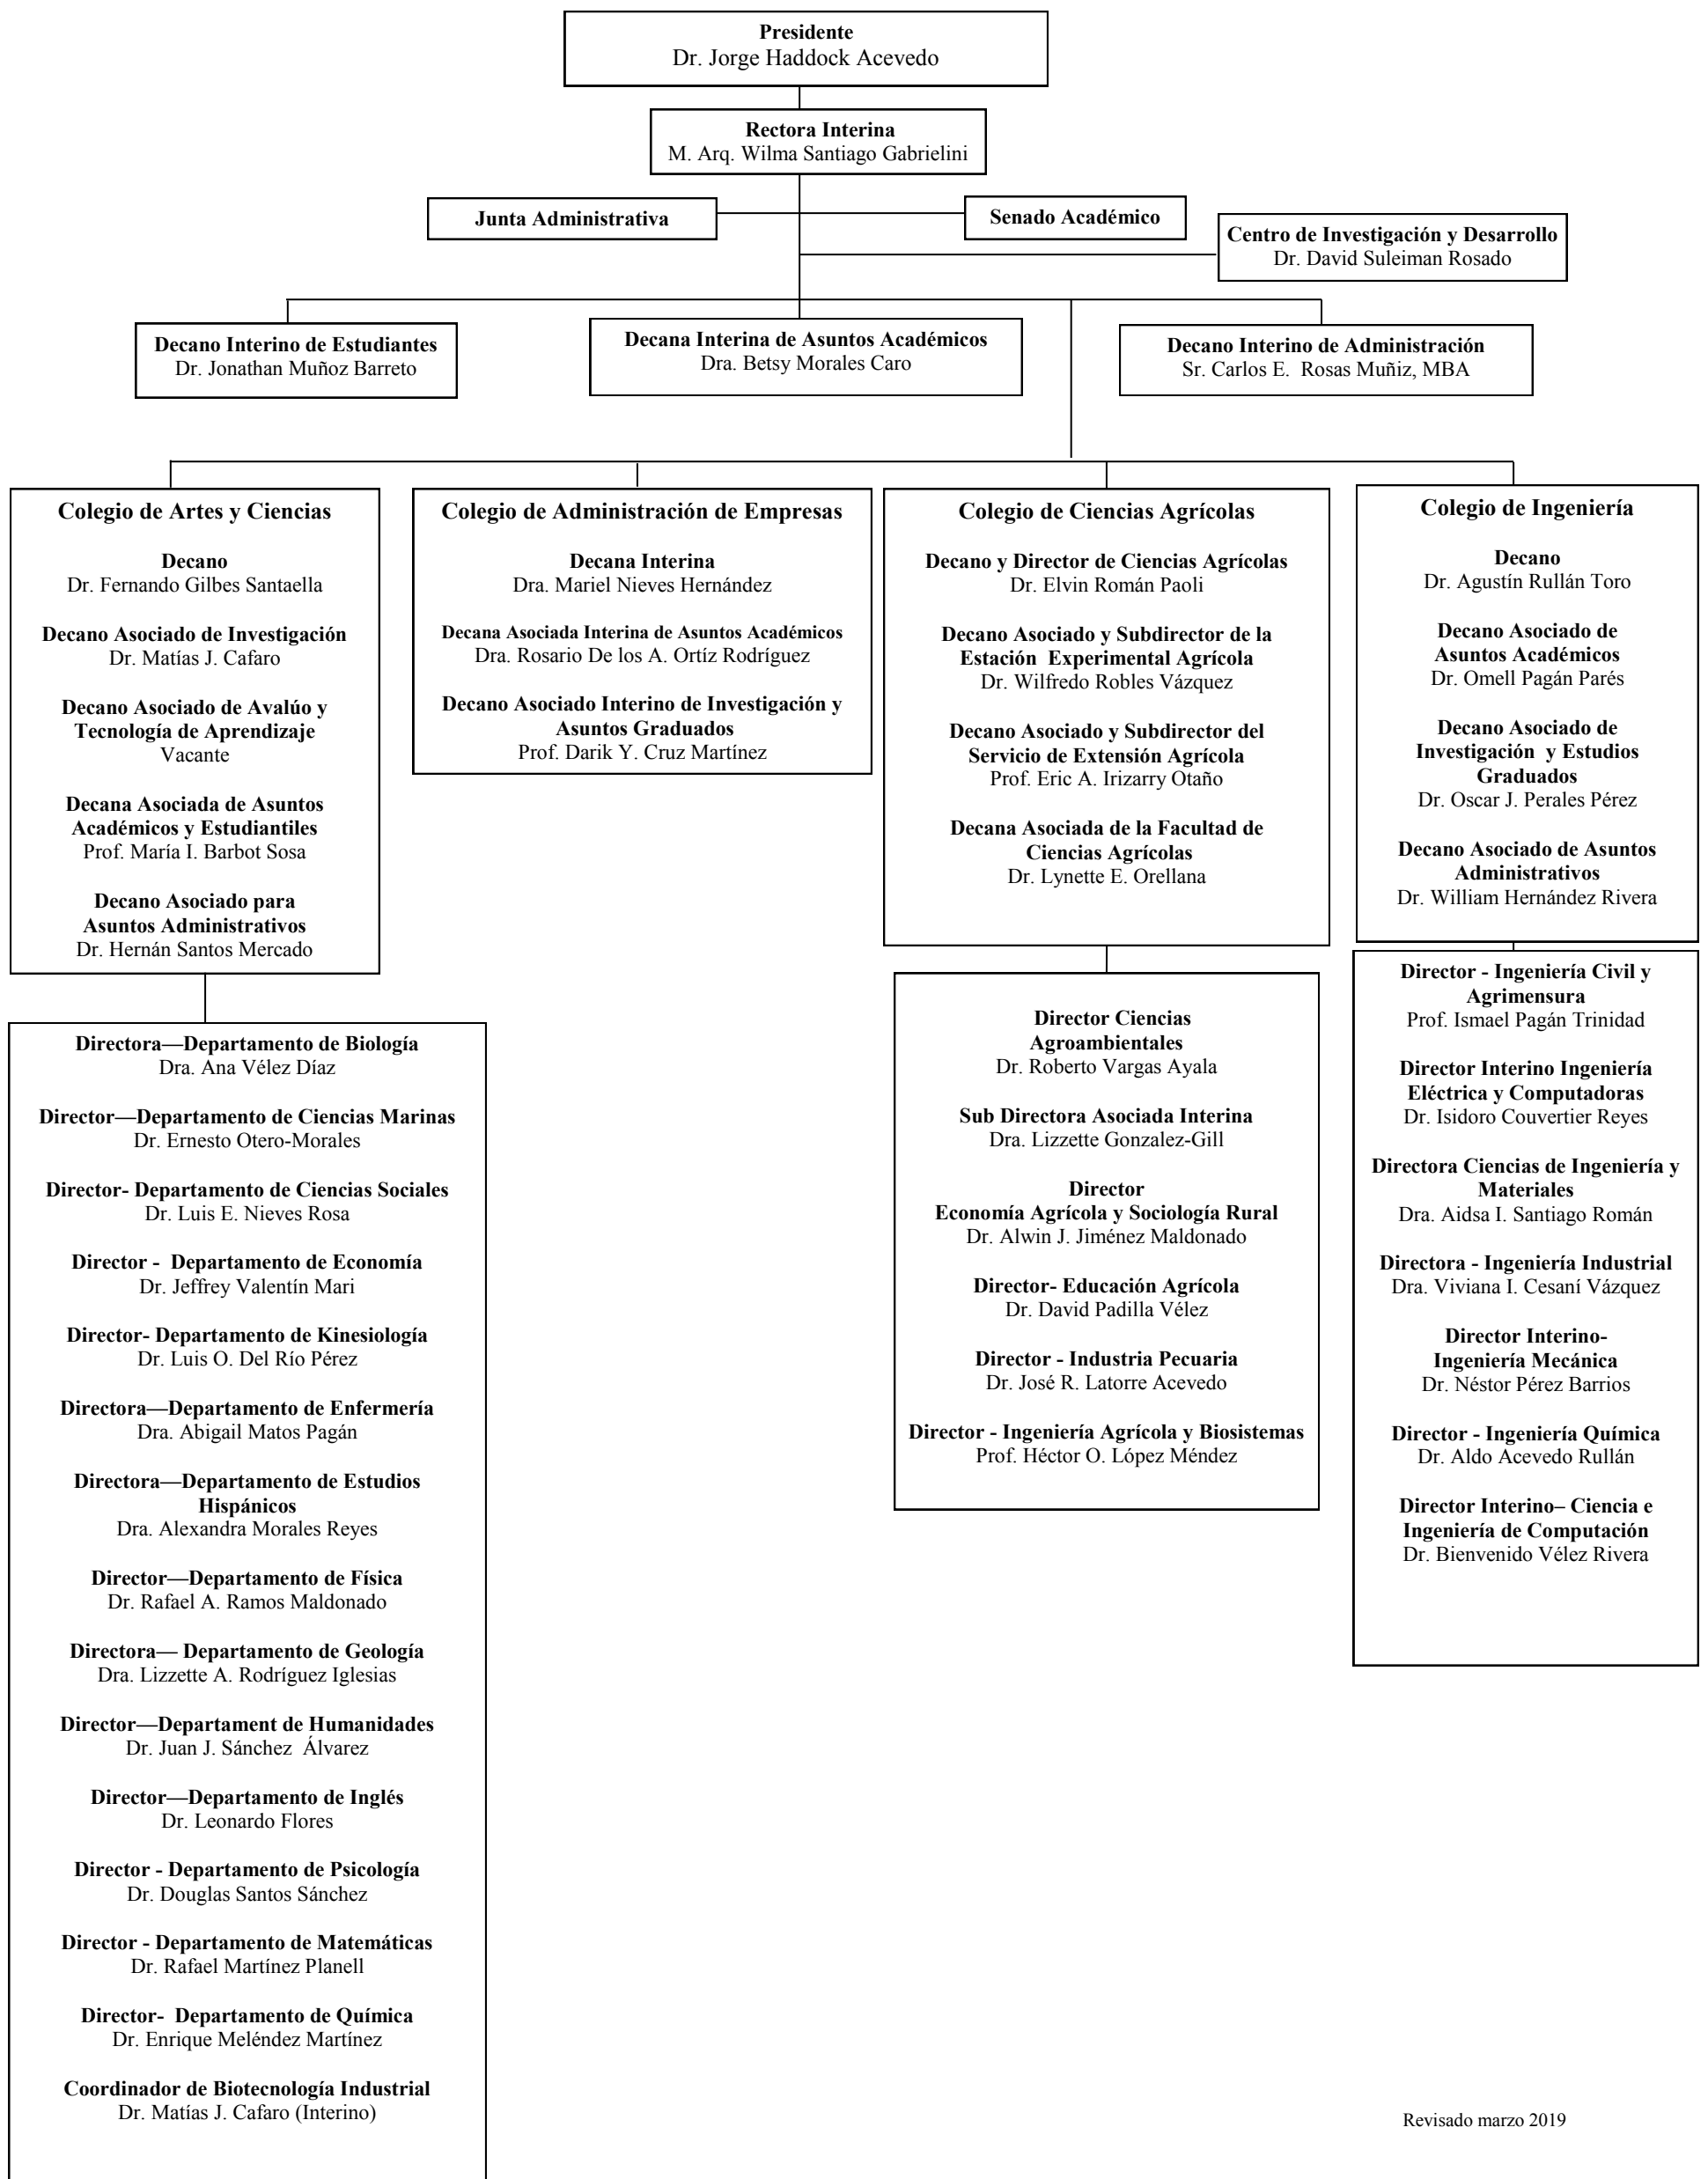 Presidente
Dr. Jorge Haddock Acevedo
Rectora Interina
M. Arq. Wilma Santiago Gabrielini
Junta Administrativa
Senado Académico
Centro de Investigación y Desarrollo
Dr. David Suleiman Rosado
Decano Interino de Estudiantes
Dr. Jonathan Muñoz Barreto
Decana Interina de Asuntos Académicos
Dra. Betsy Morales Caro
Decano Interino de Administración
Sr. Carlos E. Rosas Muñiz, MBA
Colegio de Artes y Ciencias
Decano
Dr. Fernando Gilbes Santaella
Decano Asociado de Investigación
Dr. Matías J. Cafaro
Decano Asociado de Avalúo y
Tecnología de Aprendizaje
Vacante
Decana Asociada de Asuntos
Académicos y Estudiantiles
Prof. María I. Barbot Sosa
Decano Asociado para
Asuntos Administrativos
Dr. Hernán Santos Mercado
Colegio de Administración de Empresas
Decana Interina
Dra. Mariel Nieves Hernández
Decana Asociada Interina de Asuntos Académicos
Dra. Rosario De los A. Ortíz Rodríguez
Decano Asociado Interino de Investigación y
Asuntos Graduados
Prof. Darik Y. Cruz Martínez
Colegio de Ciencias Agrícolas
Decano y Director de Ciencias Agrícolas
Dr. Elvin Román Paoli
Decano Asociado y Subdirector de la
Estación Experimental Agrícola
Dr. Wilfredo Robles Vázquez
Decano Asociado y Subdirector del
Servicio de Extensión Agrícola
Prof. Eric A. Irizarry Otaño
Decana Asociada de la Facultad de
Ciencias Agrícolas
Dr. Lynette E. Orellana
Colegio de Ingeniería
Decano
Dr. Agustín Rullán Toro
Decano Asociado de
Asuntos Académicos
Dr. Omell Pagán Parés
Decano Asociado de
Investigación y Estudios
Graduados
Dr. Oscar J. Perales Pérez
Decano Asociado de Asuntos
Administrativos
Dr. William Hernández Rivera
Directora—Departamento de Biología
Dra. Ana Vélez Díaz
Director—Departamento de Ciencias Marinas
Dr. Ernesto Otero-Morales
Director- Departamento de Ciencias Sociales
Dr. Luis E. Nieves Rosa
Director - Departamento de Economía
Dr. Jeffrey Valentín Mari
Director- Departamento de Kinesiología
Dr. Luis O. Del Río Pérez
Directora—Departamento de Enfermería
Dra. Abigail Matos Pagán
Directora—Departamento de Estudios
Hispánicos
Dra. Alexandra Morales Reyes
Director—Departamento de Física
Dr. Rafael A. Ramos Maldonado
Directora— Departamento de Geología
Dra. Lizzette A. Rodríguez Iglesias
Director—Departament de Humanidades
Dr. Juan J. Sánchez Álvarez
Director—Departamento de Inglés
Dr. Leonardo Flores
Director - Departamento de Psicología
Dr. Douglas Santos Sánchez
Director - Departamento de Matemáticas
Dr. Rafael Martínez Planell
Director- Departamento de Química
Dr. Enrique Meléndez Martínez
Coordinador de Biotecnología Industrial
Dr. Matías J. Cafaro (Interino)
Director Ciencias
Agroambientales
Dr. Roberto Vargas Ayala
Sub Directora Asociada Interina
Dra. Lizzette Gonzalez-Gill
Director
Economía Agrícola y Sociología Rural
Dr. Alwin J. Jiménez Maldonado
Director- Educación Agrícola
Dr. David Padilla Vélez
Director - Industria Pecuaria
Dr. José R. Latorre Acevedo
Director - Ingeniería Agrícola y Biosistemas
Prof. Héctor O. López Méndez
Director - Ingeniería Civil y
Agrimensura
Prof. Ismael Pagán Trinidad
Director Interino Ingeniería
Eléctrica y Computadoras
Dr. Isidoro Couvertier Reyes
Directora Ciencias de Ingeniería y
Materiales
Dra. Aidsa I. Santiago Román
Directora - Ingeniería Industrial
Dra. Viviana I. Cesaní Vázquez
Director Interino-
Ingeniería Mecánica
Dr. Néstor Pérez Barrios
Director - Ingeniería Química
Dr. Aldo Acevedo Rullán
Director Interino– Ciencia e
Ingeniería de Computación
Dr. Bienvenido Vélez Rivera
Revisado marzo 2019